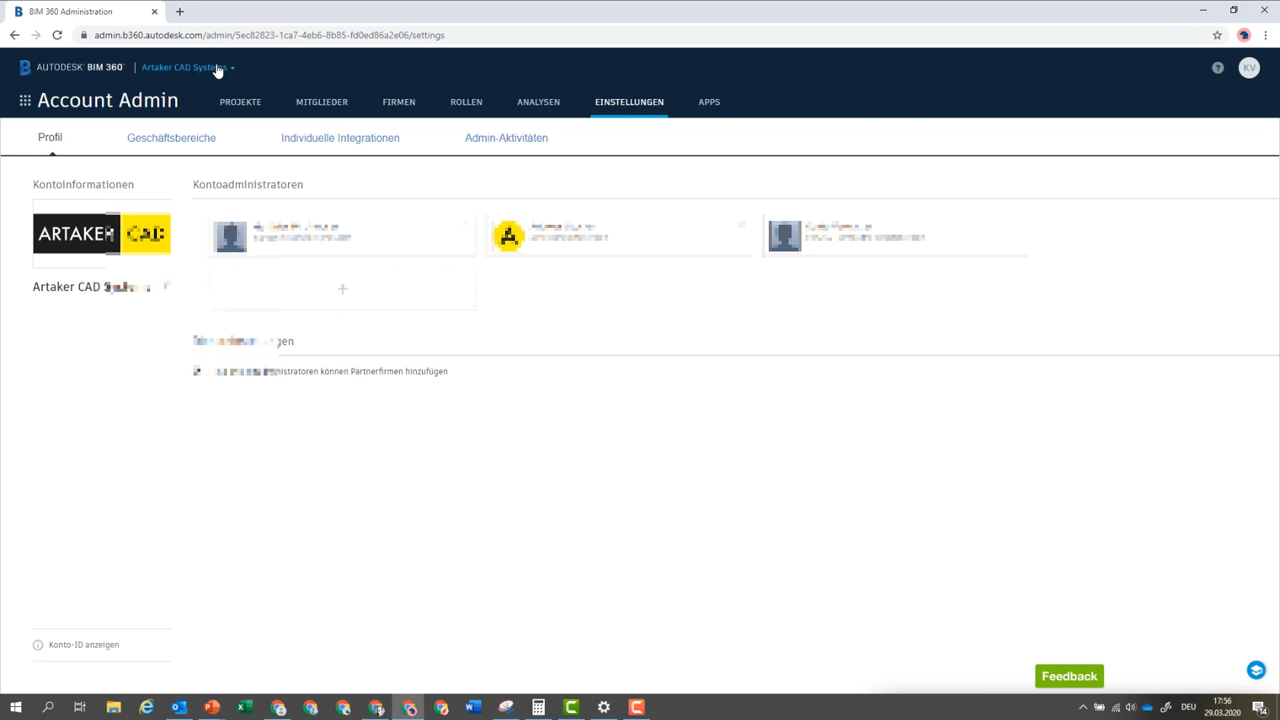 BIM 360 Administration
admin.b360.autodesk.com/admin/5ec82823-1ca7-4eb6-8b85-fd0ed86a2e06/settings
AUTODESK BIM 360 Artaker CAD Systems
KV
Account Admin PROJEKTE MITGLIEDER FIRMEN ROLLEN ANALYSEN EINSTELLUNGEN APPS
Profil Geschäftsbereiche Individuelle Integrationen Admin-Aktivitäten
Kontoinformationen Kontoadministratoren
ARTAKER CAD
Artaker CAD
können Partnerfirmen hinzufügen
Konto-ID anzeigen
Feedback
DEU 17:56
29.03.2020
14